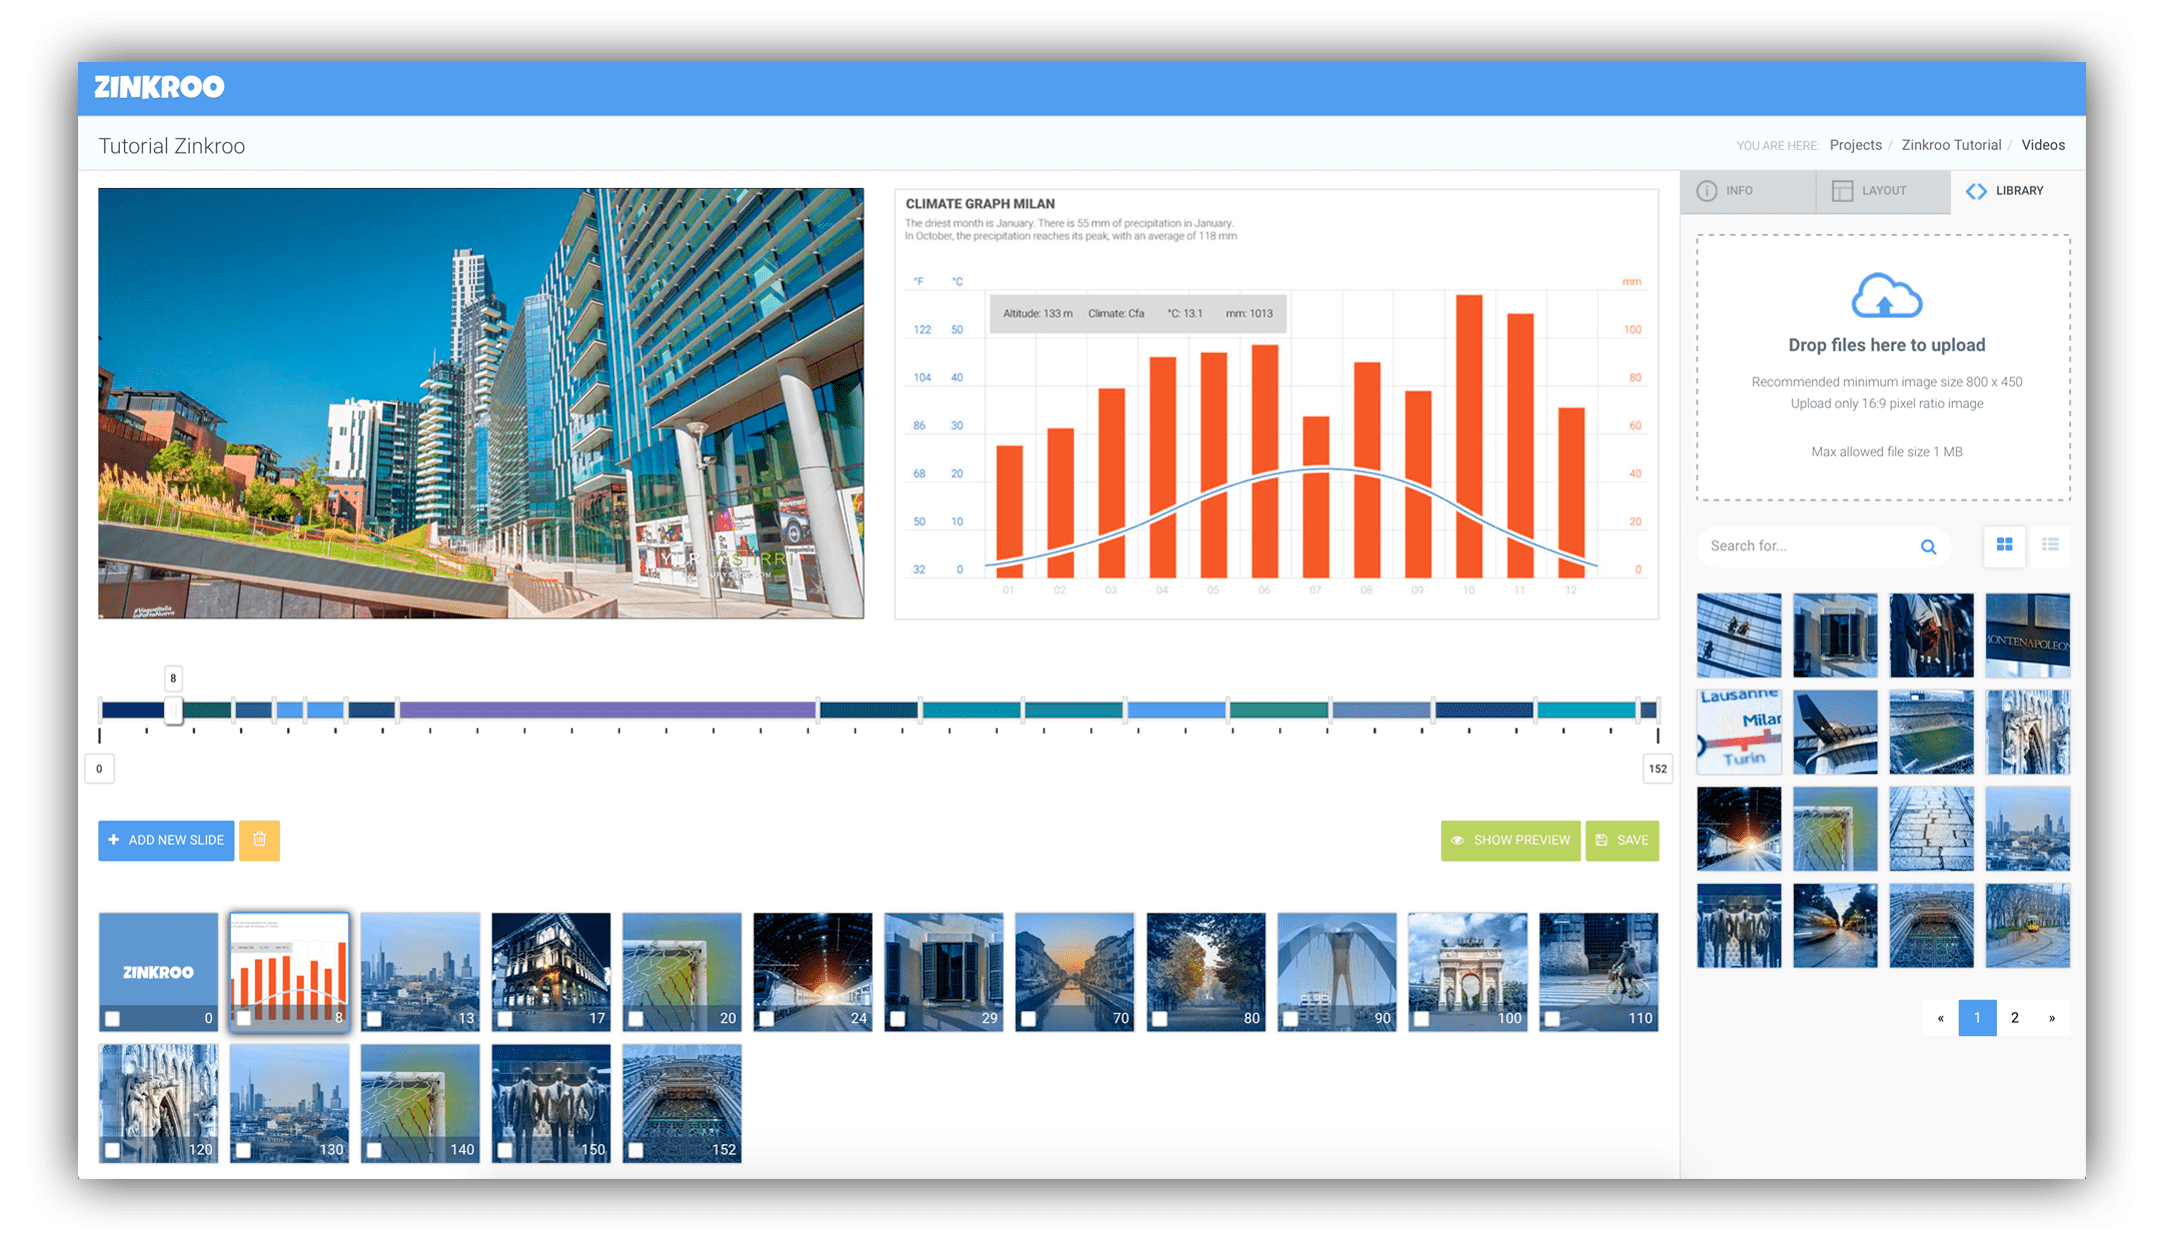 ZINKROO
Tutorial Zinkroo
YOU ARE HERE: Projects / Zinkroo Tutorial / Videos
INFO
LAYOUT
LIBRARY
CLIMATE GRAPH MILAN
The driest month is January. There is 55 mm of precipitation in January.
In October, the precipitation reaches its peak, with an average of 118 mm
°F °C mm
Altitude: 133 m Climate: Cfa °C: 13.1 mm: 1013
122 50 100
104 40 80
86 30 60
68 20 40
50 10 20
32 0 0
01 02 03 04 05 06 07 08 09 10 11 12
#VogueItalia
Drop files here to upload
Recommended minimum image size 800 x 450
Upload only 16:9 pixel ratio image
Max allowed file size 1 MB
Search for...
MONTENAPOLEON
Lausanne
Milan
Turin
« 1 2 »
8
0
152
+ ADD NEW SLIDE
SHOW PREVIEW
SAVE
ZINKROO
0 8 13 17 20 24 29 70 80 90 100 110
120 130 140 150 152